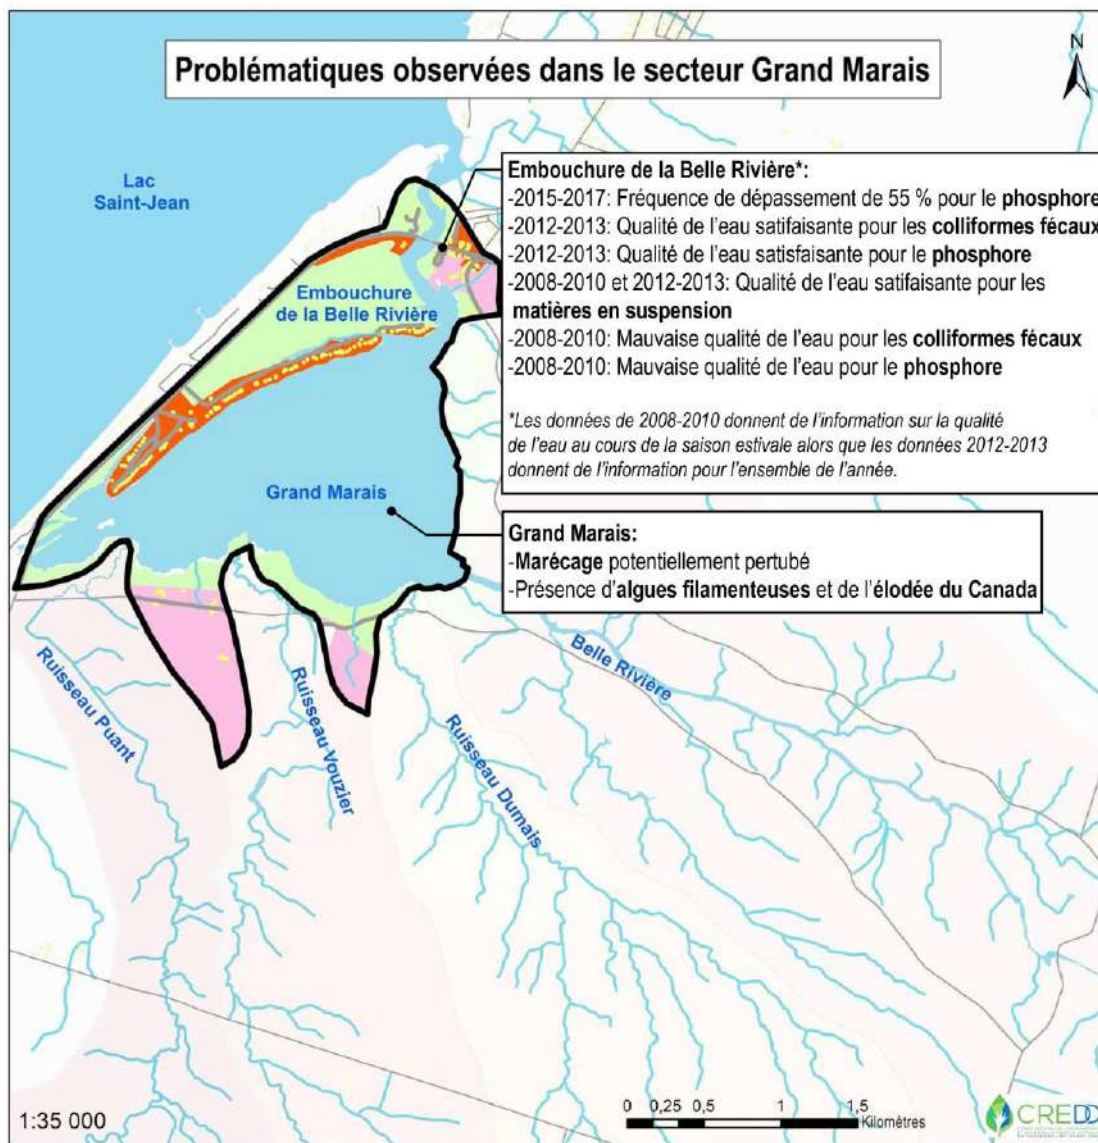 Problématiques observées dans le secteur Grand Marais
N
Lac
Saint-Jean
Embouchure de la Belle Rivière*:
-2015-2017: Fréquence de dépassement de 55 % pour le phosphore
-2012-2013: Qualité de l'eau satifaisante pour les colliformes fécaux
-2012-2013: Qualité de l'eau satisfaisante pour le phosphore
-2008-2010 et 2012-2013: Qualité de l'eau satifaisante pour les
matières en suspension
-2008-2010: Mauvaise qualité de l'eau pour les colliformes fécaux
-2008-2010: Mauvaise qualité de l'eau pour le phosphore
*Les données de 2008-2010 donnent de l'information sur la qualité
de l'eau au cours de la saison estivale alors que les données 2012-2013
donnent de l'information pour l'ensemble de l'année.
Embouchure
de la Belle Rivière
Grand Marais
Grand Marais:
-Marécage potentiellement pertubé
-Présence d'algues filamenteuses et de l'élodée du Canada
Belle Rivière
Ruisseau Puant
Ruisseau Vouzier
Ruisseau Dumais
1:35 000
0 0,25 0,5 1 1,5
Kilomètres
CREDD